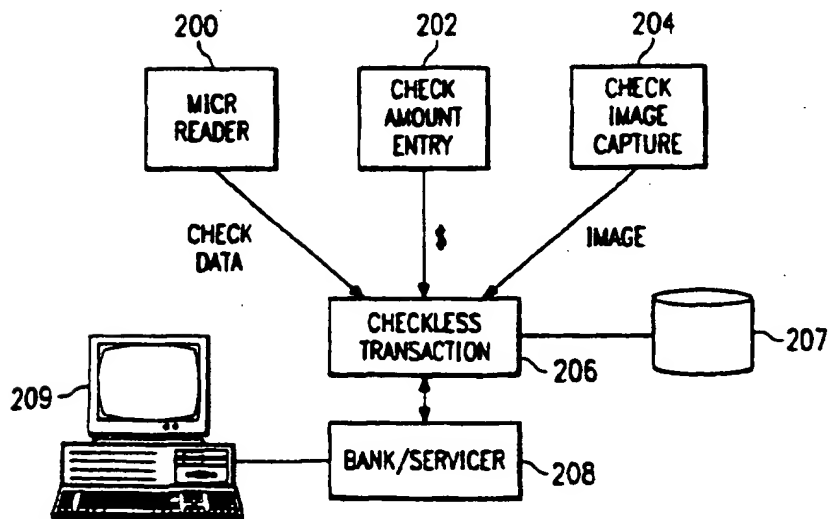 200
202
204
MICR
READER
CHECK
AMOUNT
ENTRY
CHECK
IMAGE
CAPTURE
CHECK
DATA
$
IMAGE
CHECKLESS
TRANSACTION
206
207
209
BANK/SERVICER
208